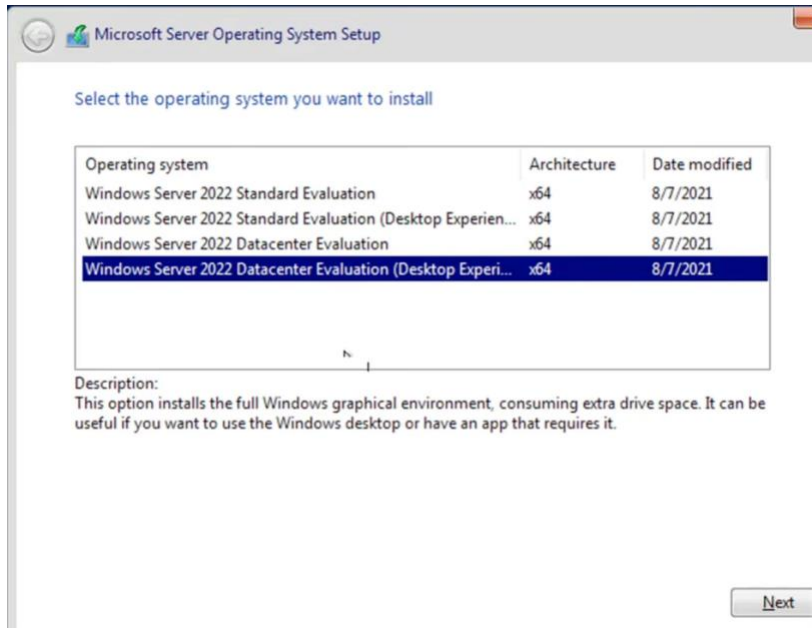 Microsoft Server Operating System Setup
Select the operating system you want to install
Operating system Architecture Date modified
Windows Server 2022 Standard Evaluation x64 8/7/2021
Windows Server 2022 Standard Evaluation (Desktop Experien... x64 8/7/2021
Windows Server 2022 Datacenter Evaluation x64 8/7/2021
Windows Server 2022 Datacenter Evaluation (Desktop Experi... x64 8/7/2021
Description:
This option installs the full Windows graphical environment, consuming extra drive space. It can be
useful if you want to use the Windows desktop or have an app that requires it.
Next